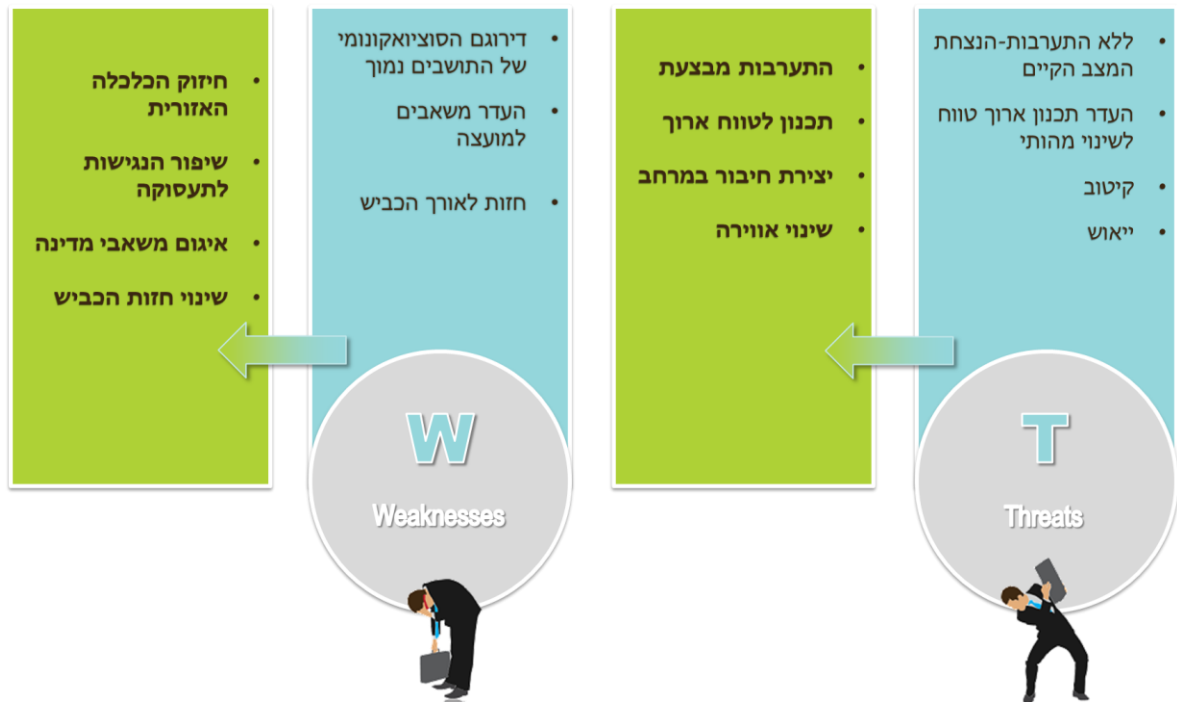 ללא התערבות-הנצחת
המצב הקיים
העדר תכנון ארוך טווח
לשינוי מהותי
קיטוב
ייאוש
T
Threats
התערבות מבצעת
תכנון לטווח ארוך
יצירת חיבור במרחב
שינוי אווירה
דירוגם הסוציואקונומי
של התושבים נמוך
העדר משאבים
למועצה
חזות לאורך הכביש
W
Weaknesses
חיזוק הכלכלה
האזורית
שיפור הנגישות
לתעסוקה
איגום משאבי מדינה
שינוי חזות הכביש